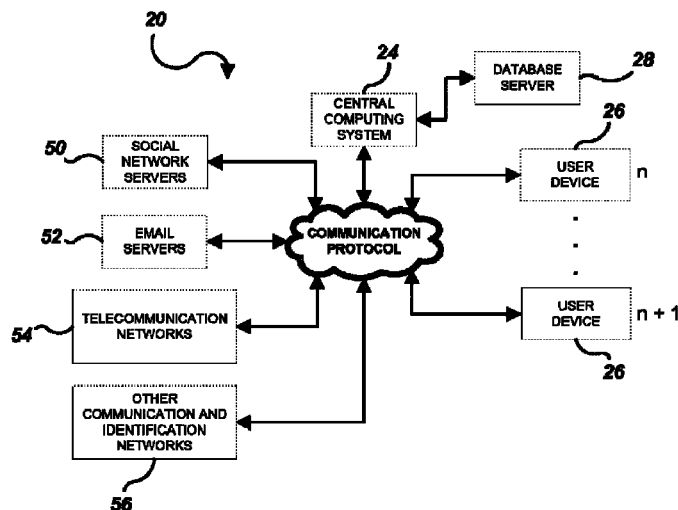 20
24
CENTRAL
COMPUTING
SYSTEM
DATABASE
SERVER
28
50
SOCIAL
NETWORK
SERVERS
26
USER
DEVICE
n
52
EMAIL
SERVERS
COMMUNICATION
PROTOCOL
54
TELECOMMUNICATION
NETWORKS
USER
DEVICE
n + 1
26
OTHER
COMMUNICATION AND
IDENTIFICATION
NETWORKS
56